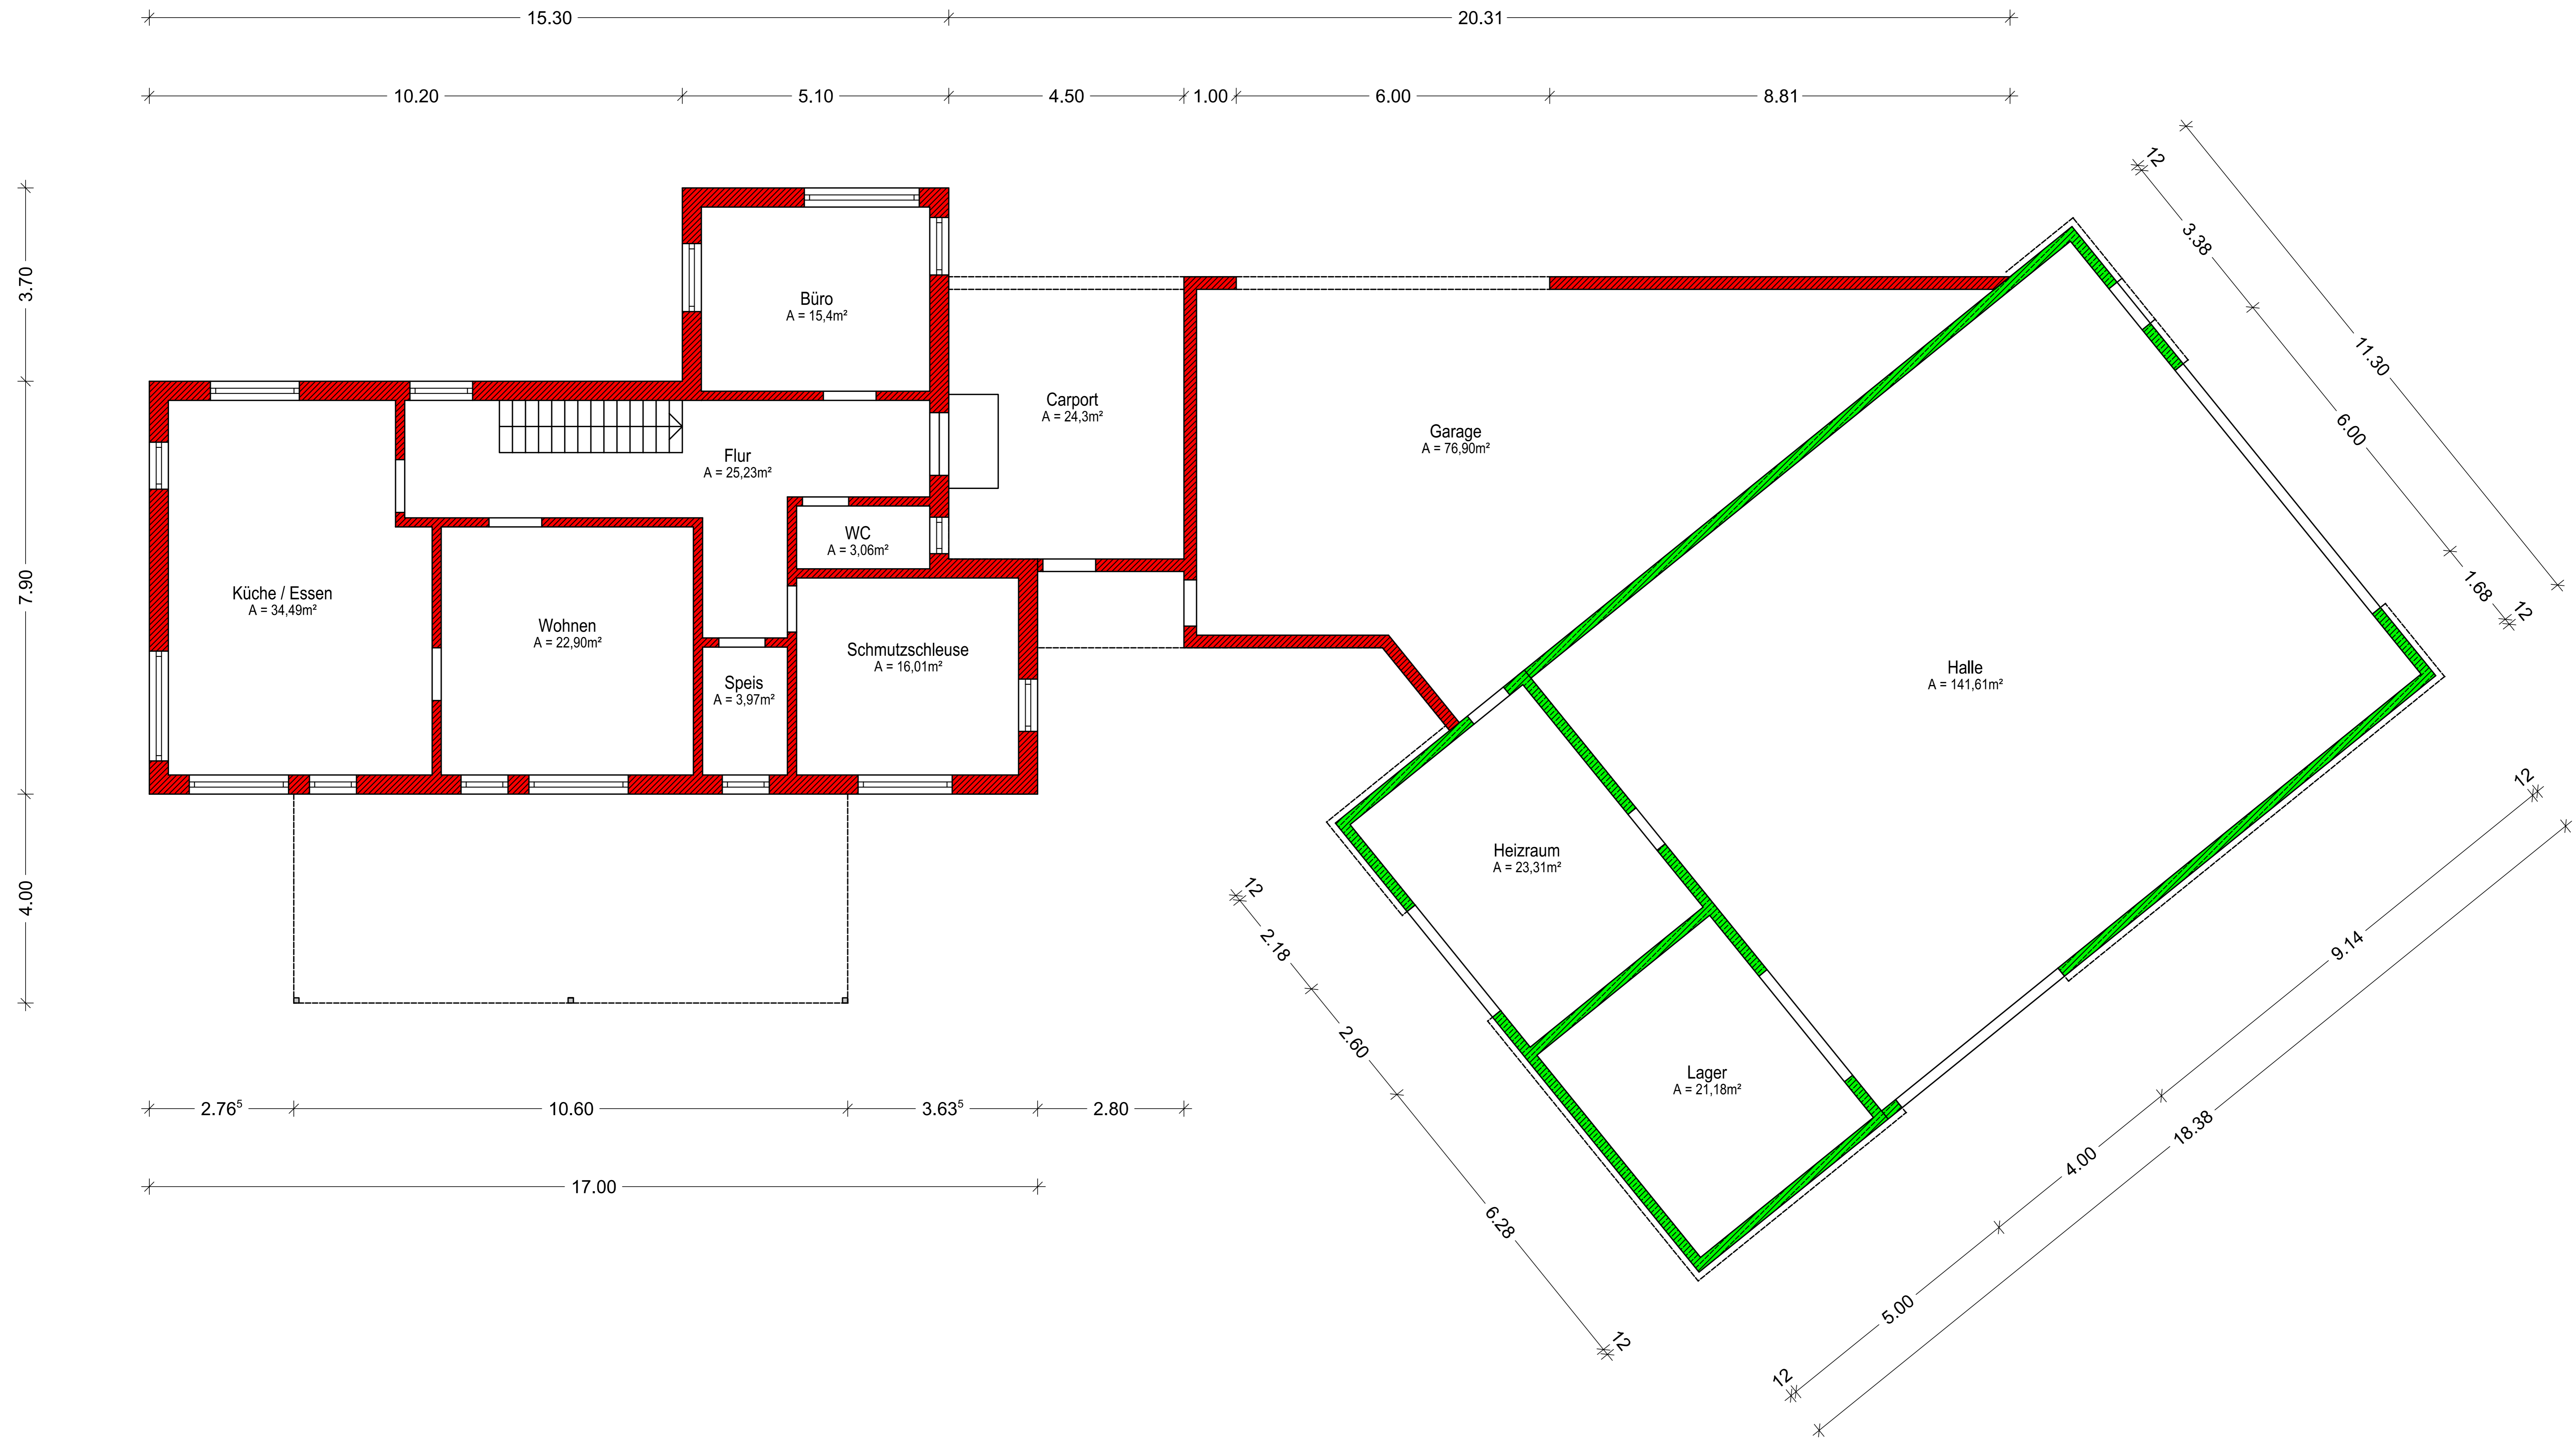 15.30
20.31
10.20
5.10
4.50
1.00
6.00
8.81
3.70
7.90
4.00
12
3.38
6.00
1.68
12
11.30
Büro
A = 15,4m²
Carport
A = 24,3m²
Garage
A = 76,90m²
Flur
A = 25,23m²
WC
A = 3,06m²
Küche / Essen
A = 34,49m²
Wohnen
A = 22,90m²
Schmutzschleuse
A = 16,01m²
Speis
A = 3,97m²
Halle
A = 141,61m²
Heizraum
A = 23,31m²
Lager
A = 21,18m²
12
2.18
2.60
6.28
12
12
9.14
4.00
5.00
12
18.38
2.76⁵
10.60
3.63⁵
2.80
17.00